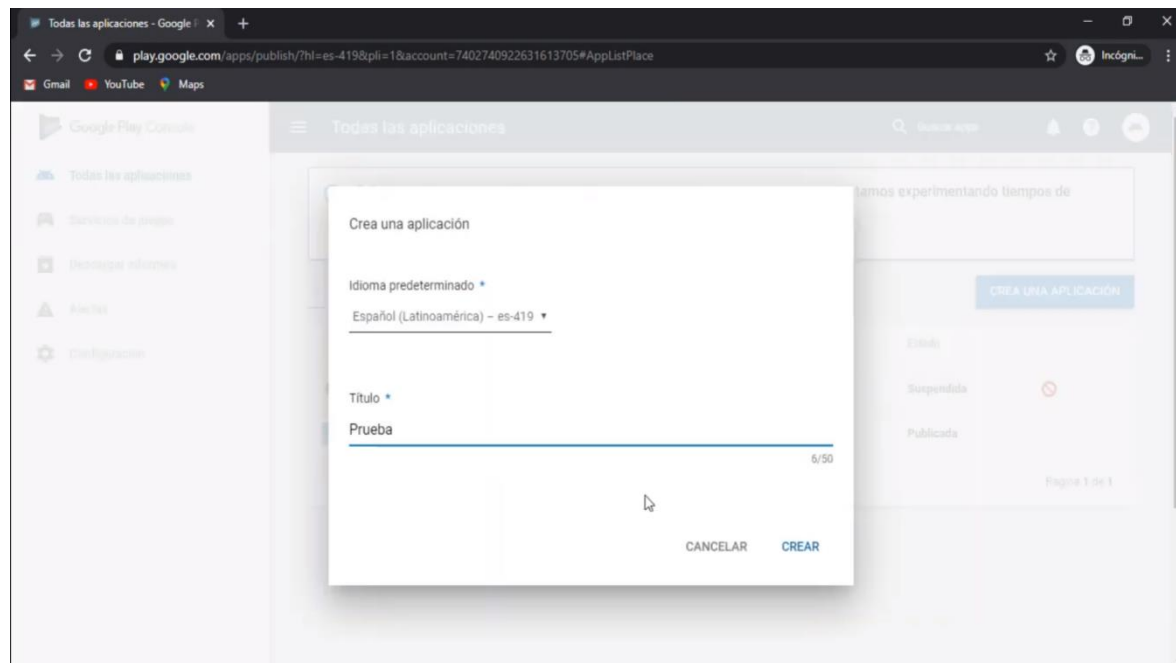 Todas las aplicaciones - Google P
play.google.com/apps/publish/?hl=es-419&pli=1&account=7402740922631613705#AppListPlace
Incógni...
Gmail YouTube Maps
Google Play Console
Todas las aplicaciones
Buscar apps
Todas las aplicaciones
Servicios de juegos
Descargar informes
Alertas
Configuración
tamos experimentando tiempos de
CREA UNA APLICACIÓN
Estado
Suspendida
Publicada
Página 1 de 1
Crea una aplicación
Idioma predeterminado *
Español (Latinoamérica) – es-419
Título *
Prueba
6/50
CANCELAR CREAR